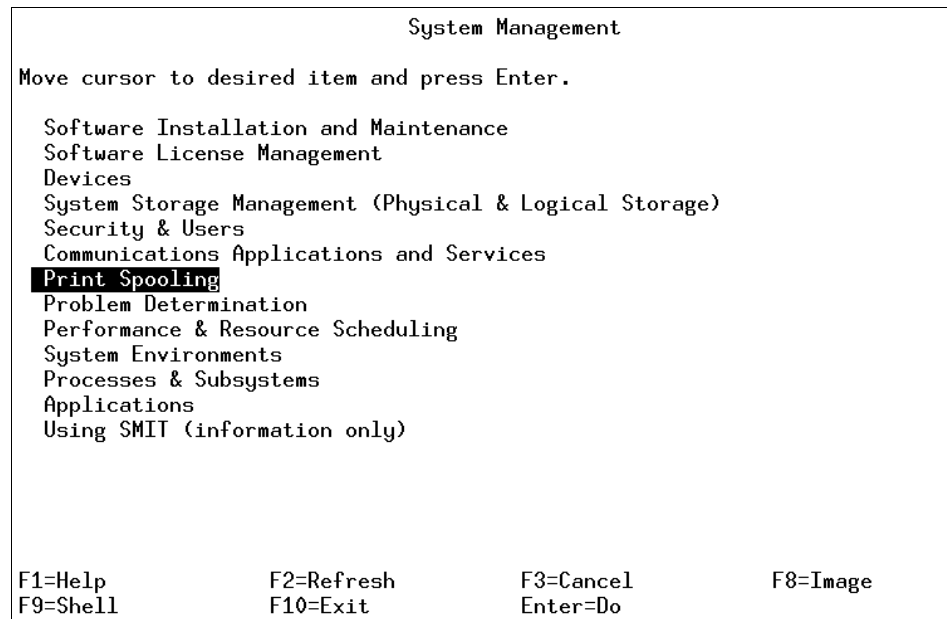 System Management
Move cursor to desired item and press Enter.
Software Installation and Maintenance
Software License Management
Devices
System Storage Management (Physical & Logical Storage)
Security & Users
Communications Applications and Services
Print Spooling
Problem Determination
Performance & Resource Scheduling
System Environments
Processes & Subsystems
Applications
Using SMIT (information only)
F1=Help F2=Refresh F3=Cancel F8=Image
F9=Shell F10=Exit Enter=Do